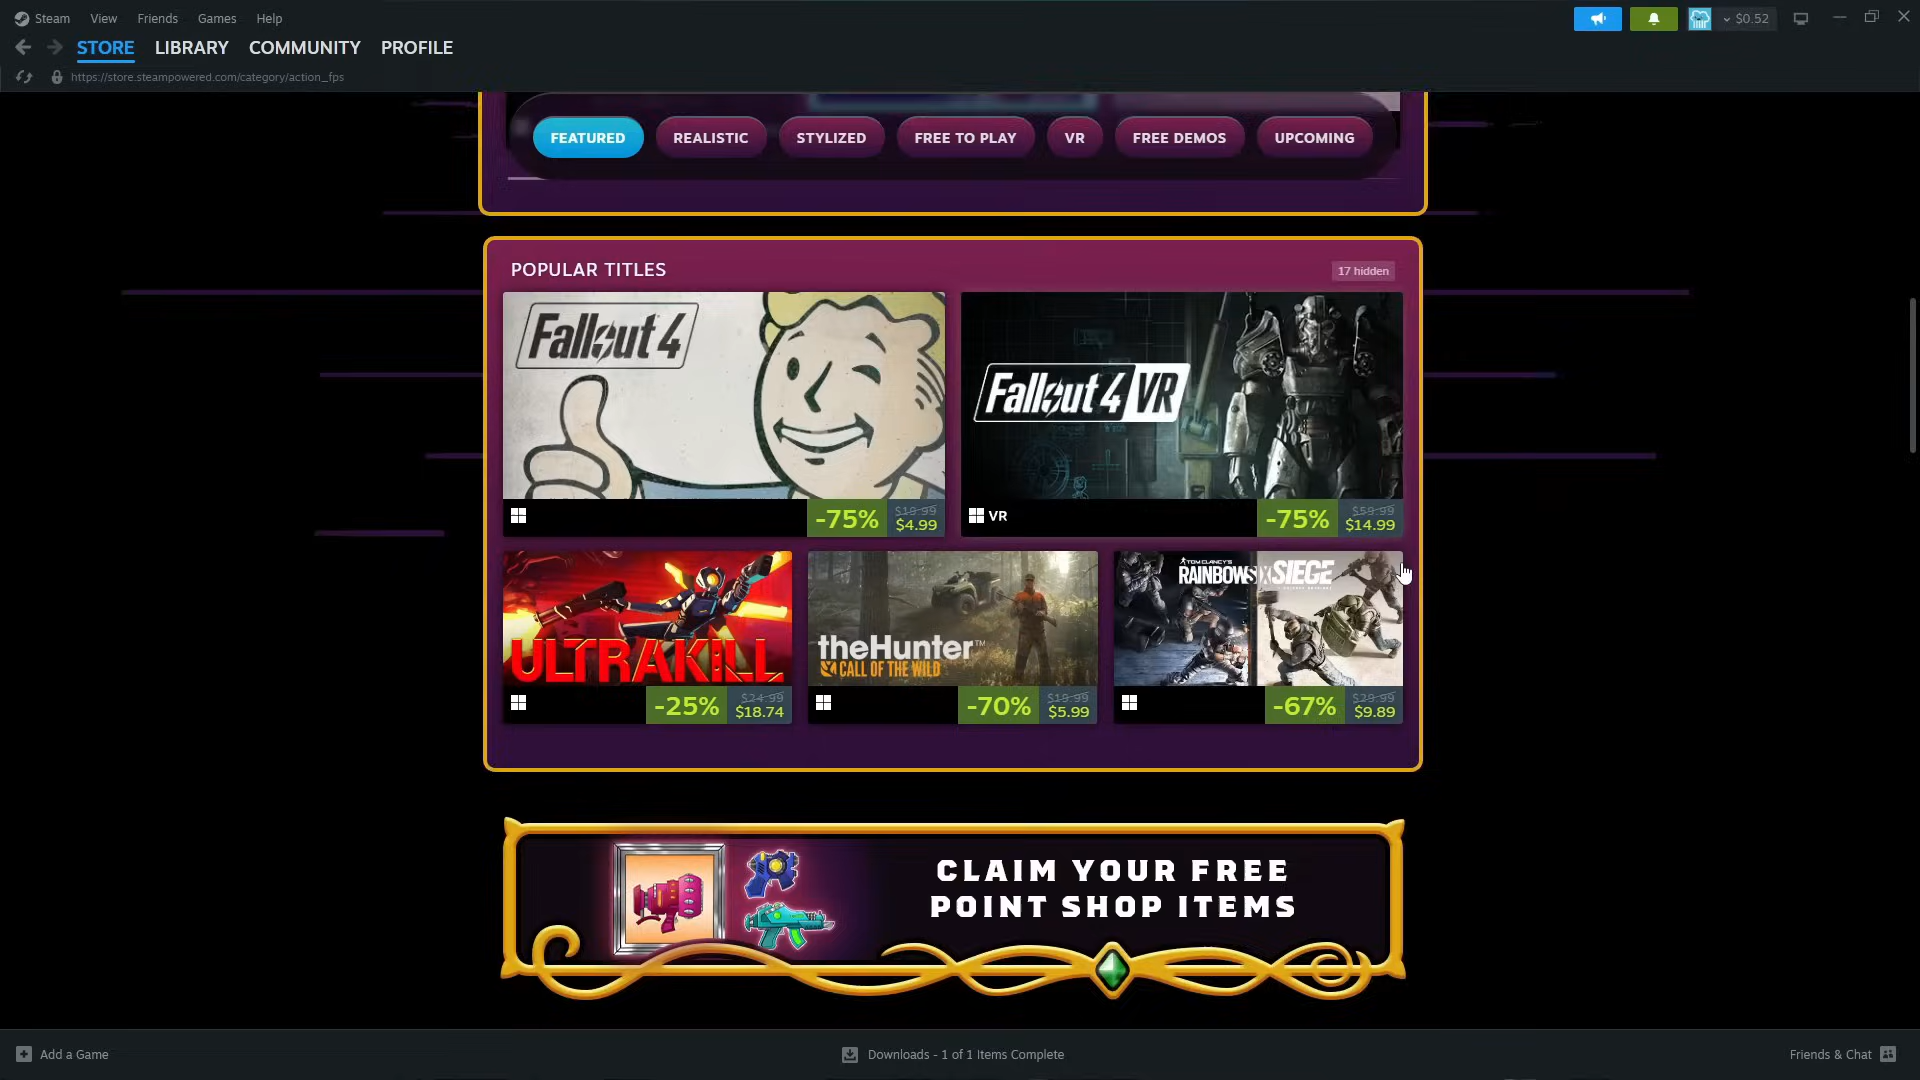 Steam View Friends Games Help
$0.52
STORE LIBRARY COMMUNITY PROFILE
https://store.steampowered.com/category/action_fps
FEATURED REALISTIC STYLIZED FREE TO PLAY VR FREE DEMOS UPCOMING
POPULAR TITLES
17 hidden
Fallout 4
Fallout 4 VR
-75% $19.99
$4.99
VR
-75% $59.99
$14.99
ULTRAKILL
theHunter™
CALL OF THE WILD
TOM CLANCY'S
RAINBOW SIX SIEGE
-25% $24.99
$18.74
-70% $19.99
$5.99
-67% $29.99
$9.89
CLAIM YOUR FREE
POINT SHOP ITEMS
Add a Game
Downloads - 1 of 1 Items Complete
Friends & Chat